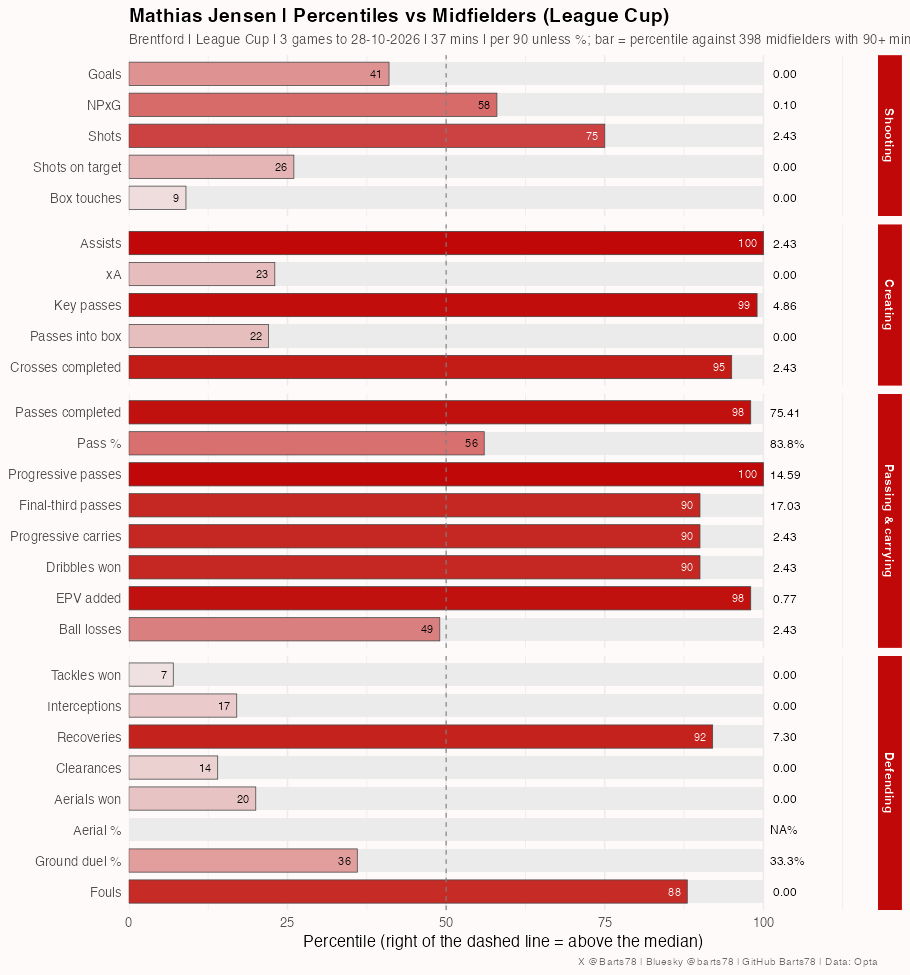 Mathias Jensen | Percentiles vs Midfielders (League Cup)
Brentford | League Cup | 3 games to 28-10-2026 | 37 mins | per 90 unless %; bar = percentile against 398 midfielders with 90+ min
Goals 41 0.00
NPxG 58 0.10
Shots 75 2.43
Shots on target 26 0.00
Box touches 9 0.00
Shooting
Assists 100 2.43
xA 23 0.00
Key passes 99 4.86
Passes into box 22 0.00
Crosses completed 95 2.43
Creating
Passes completed 98 75.41
Pass % 56 83.8%
Progressive passes 100 14.59
Final-third passes 90 17.03
Progressive carries 90 2.43
Dribbles won 90 2.43
EPV added 98 0.77
Ball losses 49 2.43
Passing & carrying
Tackles won 7 0.00
Interceptions 17 0.00
Recoveries 92 7.30
Clearances 14 0.00
Aerials won 20 0.00
Aerial % NA%
Ground duel % 36 33.3%
Fouls 88 0.00
Defending
0 25 50 75 100
Percentile (right of the dashed line = above the median)
X @Barts78 | Bluesky @barts78 | GitHub Barts78 | Data: Opta